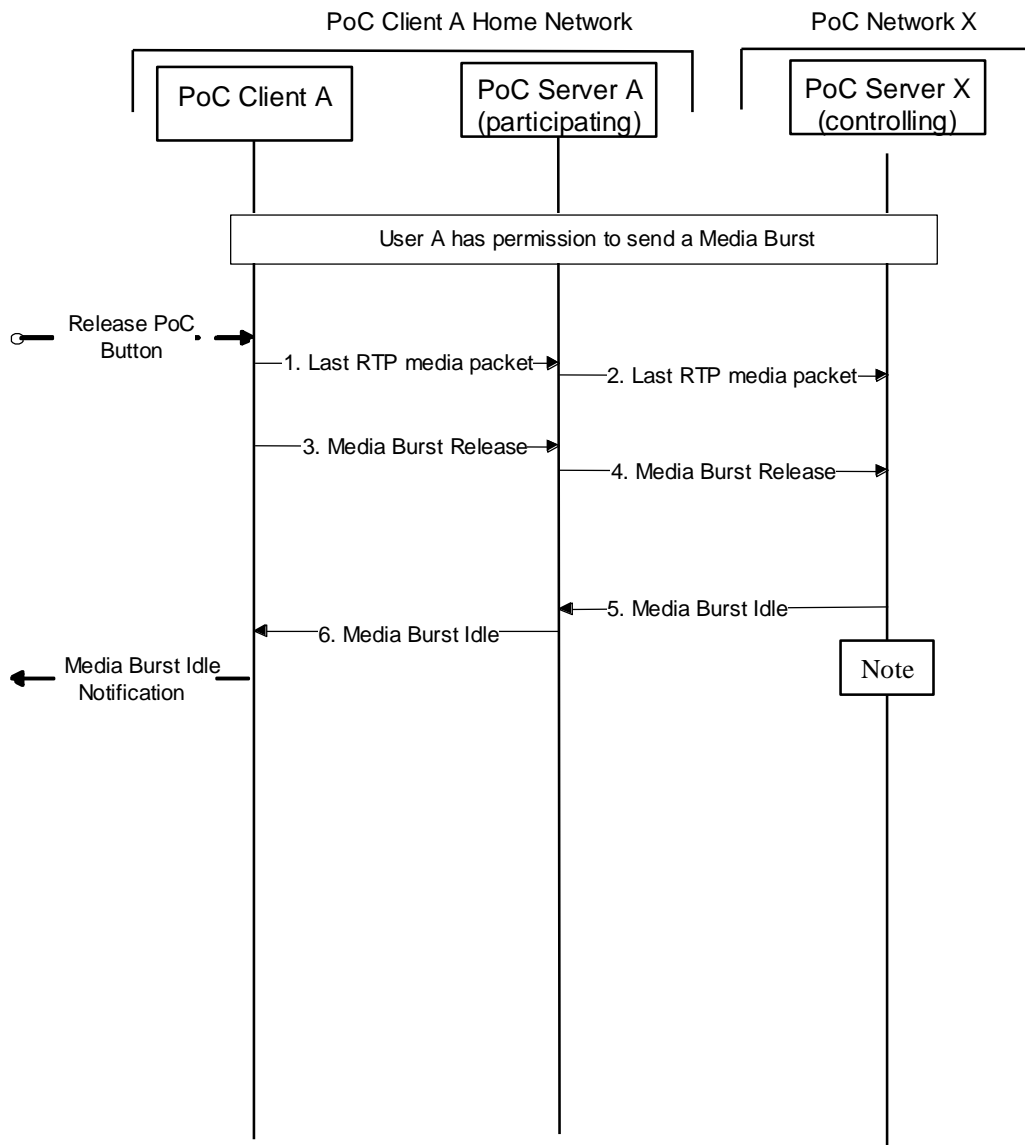 PoC Client A Home Network
PoC Network X
PoC Client A
PoC Server A
(participating)
PoC Server X
(controlling)
User A has permission to send a Media Burst
Release PoC
Button
1. Last RTP media packet
2. Last RTP media packet
3. Media Burst Release
4. Media Burst Release
5. Media Burst Idle
6. Media Burst Idle
Media Burst Idle
Notification
Note